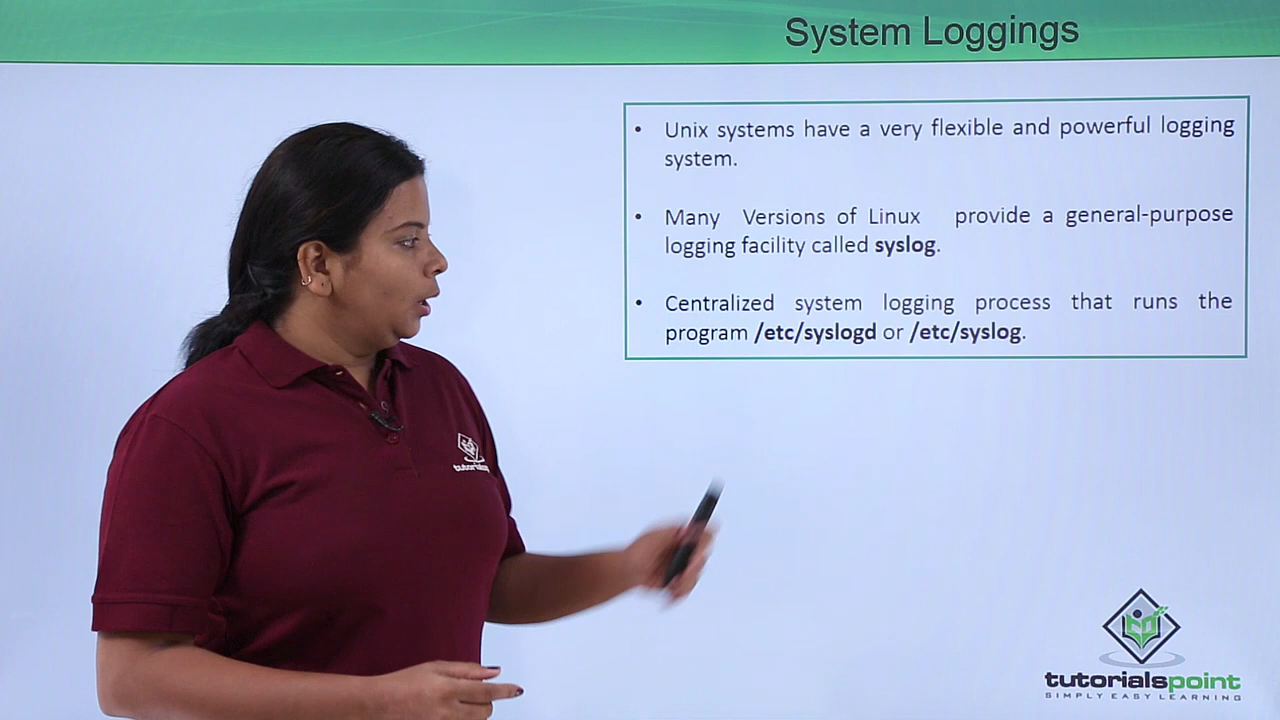 System Loggings
• Unix systems have a very flexible and powerful logging
system.
• Many Versions of Linux provide a general-purpose
logging facility called syslog.
• Centralized system logging process that runs the
program /etc/syslogd or /etc/syslog.
tutorialspoint
SIMPLY EASY LEARNING